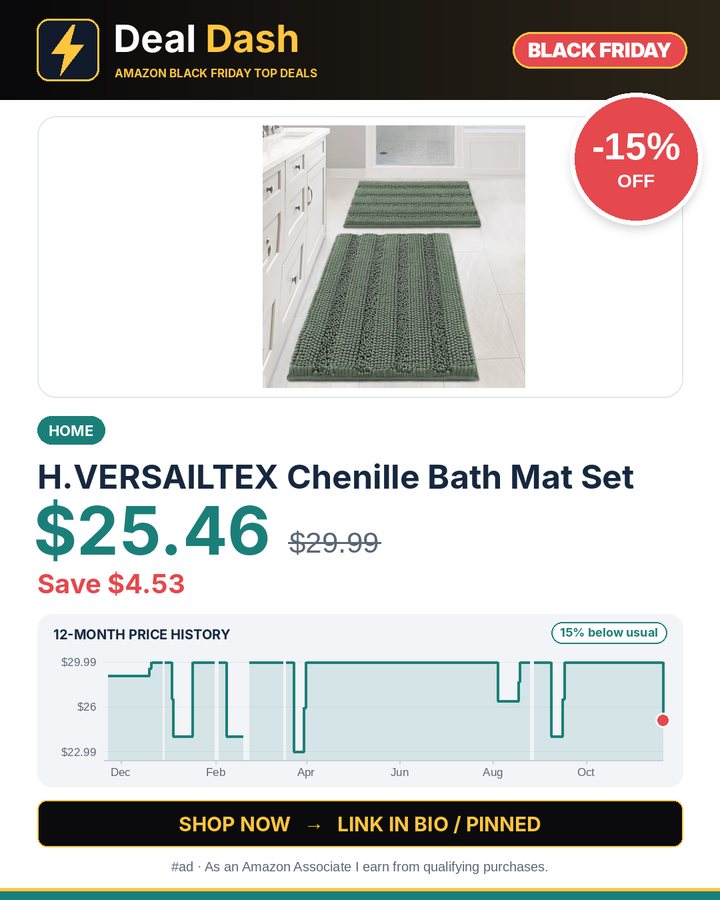 Deal Dash
AMAZON BLACK FRIDAY TOP DEALS
BLACK FRIDAY
-15%
OFF
HOME
H.VERSAILTEX Chenille Bath Mat Set
$25.46 $29.99
Save $4.53
12-MONTH PRICE HISTORY
15% below usual
$29.99
$26
$22.99
Dec Feb Apr Jun Aug Oct
SHOP NOW → LINK IN BIO / PINNED
#ad · As an Amazon Associate I earn from qualifying purchases.